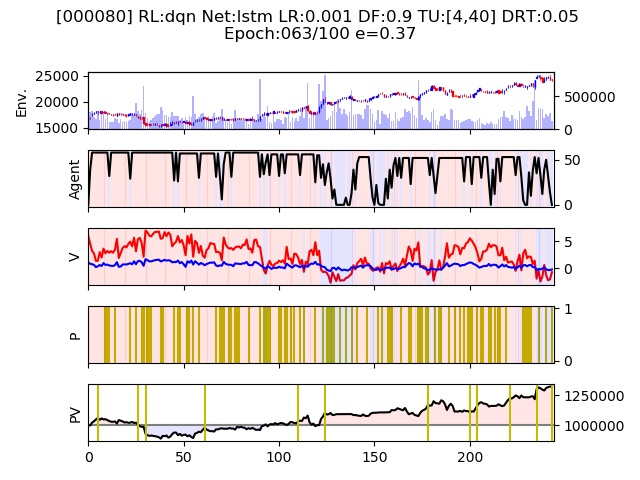 [000080] RL:dqn Net:lstm LR:0.001 DF:0.9 TU:[4,40] DRT:0.05
Epoch:063/100 e=0.37
Env.
25000
20000
15000
500000
0
Agent
50
0
V
5
0
P
1
0
PV
1250000
1000000
0 50 100 150 200